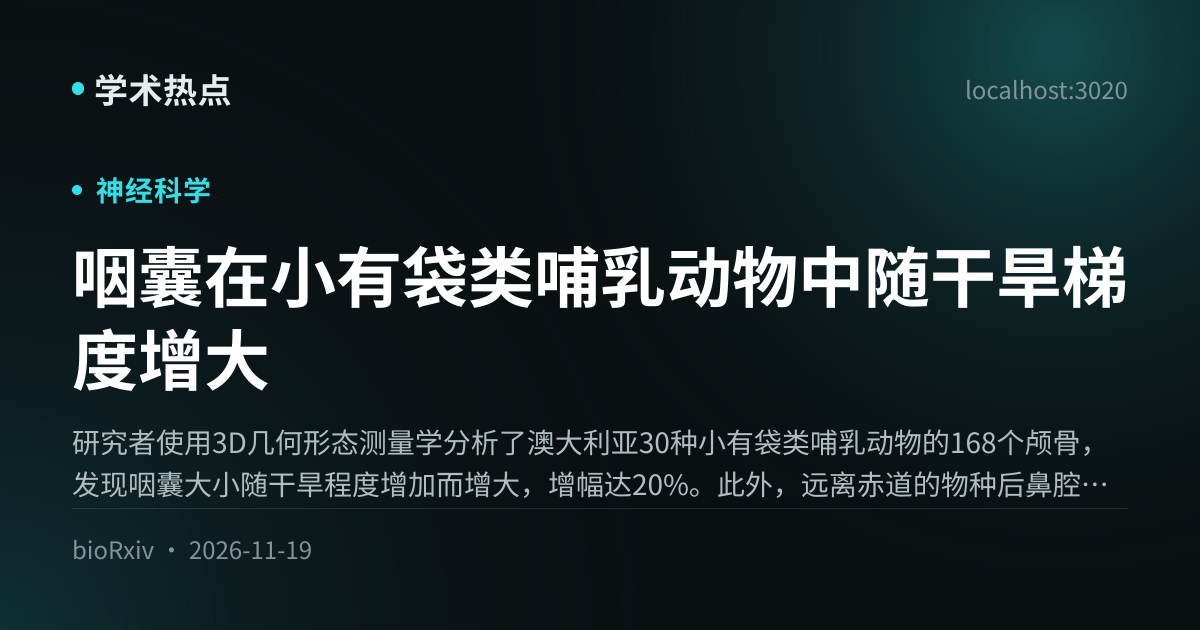 学术热点
localhost:3020
神经科学
咽囊在小有袋类哺乳动物中随干旱梯
度增大
研究者使用3D几何形态测量学分析了澳大利亚30种小有袋类哺乳动物的168个颅骨，
发现咽囊大小随干旱程度增加而增大，增幅达20%。此外，远离赤道的物种后鼻腔…
bioRxiv • 2026-11-19